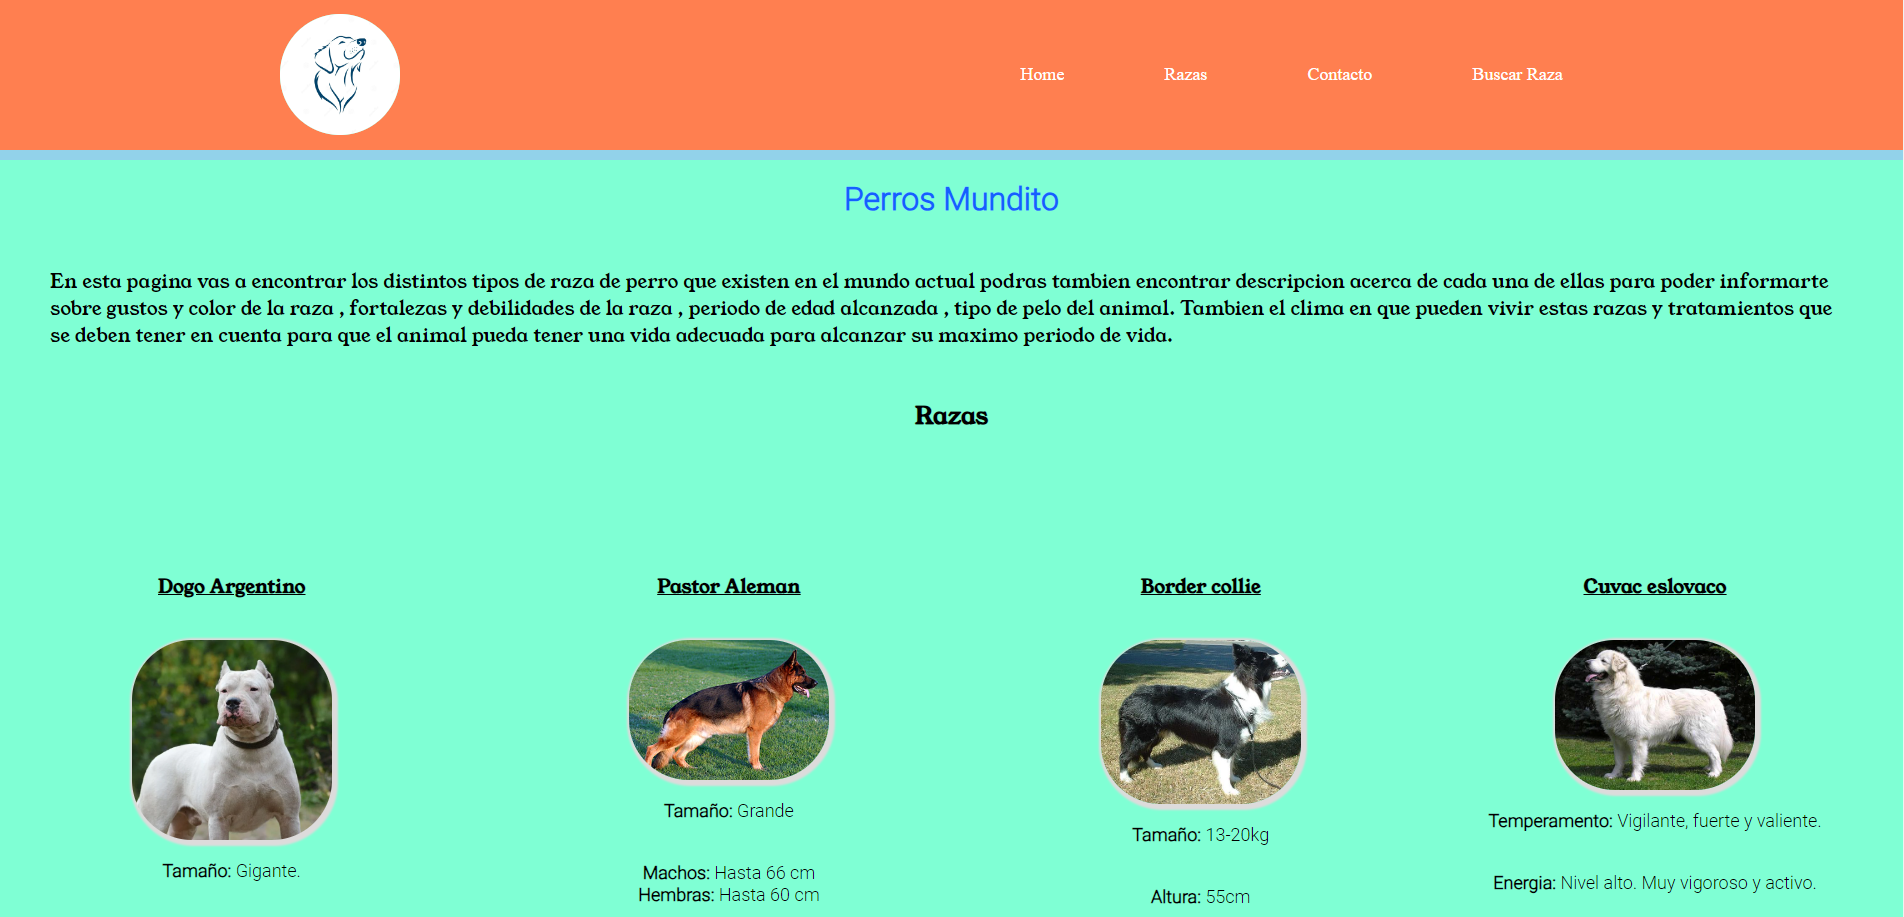 Home
Razas
Contacto
Buscar Raza
Perros Mundito
En esta pagina vas a encontrar los distintos tipos de raza de perro que existen en el mundo actual podras tambien encontrar descripcion acerca de cada una de ellas para poder informarte
sobre gustos y color de la raza , fortalezas y debilidades de la raza , periodo de edad alcanzada , tipo de pelo del animal. Tambien el clima en que pueden vivir estas razas y tratamientos que
se deben tener en cuenta para que el animal pueda tener una vida adecuada para alcanzar su maximo periodo de vida.
Razas
Dogo Argentino
Tamaño: Gigante.
Pastor Aleman
Tamaño: Grande
Machos: Hasta 66 cm
Hembras: Hasta 60 cm
Border collie
Tamaño: 13-20kg
Altura: 55cm
Cuvac eslovaco
Temperamento: Vigilante, fuerte y valiente.
Energia: Nivel alto. Muy vigoroso y activo.